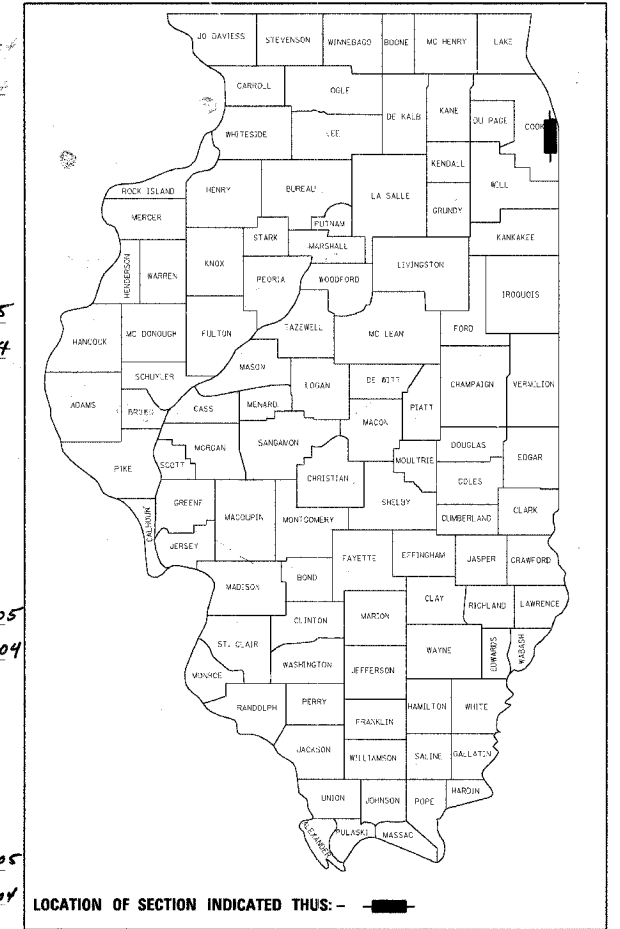 JO DAVIESS STEVENSON WINNEBAGO BOONE MC HENRY LAKE
CARROLL OGLE DE KALB KANE DU PAGE COOK
WHITESIDE LEE
KENDALL WILL
ROCK ISLAND HENRY BUREAU LA SALLE
MERCER PUTNAM GRUNDY
STARK MARSHALL KANKAKEE
HENDERSON WARREN KNOX PEORIA WOODFORD LIVINGSTON
IROQUOIS
5
HANCOCK MC DONOUGH FULTON TAZEWELL MC LEAN FORD
4
SCHUYLER MASON LOGAN DE WITT CHAMPAIGN VERMILION
ADAMS BROWN CASS MENARD MACON PIATT
MORGAN SANGAMON DOUGLAS
PIKE SCOTT CHRISTIAN MOULTRIE COLES EDGAR
GREENE MACOUPIN MONTGOMERY SHELBY CUMBERLAND CLARK
CALHOUN JERSEY
FAYETTE EFFINGHAM JASPER CRAWFORD
MADISON BOND
CLAY RICHLAND LAWRENCE
05
CLINTON MARION
04
ST. CLAIR WAYNE EDWARDS WABASH
WASHINGTON JEFFERSON
MONROE
RANDOLPH PERRY HAMILTON WHITE
FRANKLIN
JACKSON WILLIAMSON SALINE GALLATIN
UNION JOHNSON POPE HARDIN
ALEXANDER PULASKI MASSAC
05
04
LOCATION OF SECTION INDICATED THUS: -